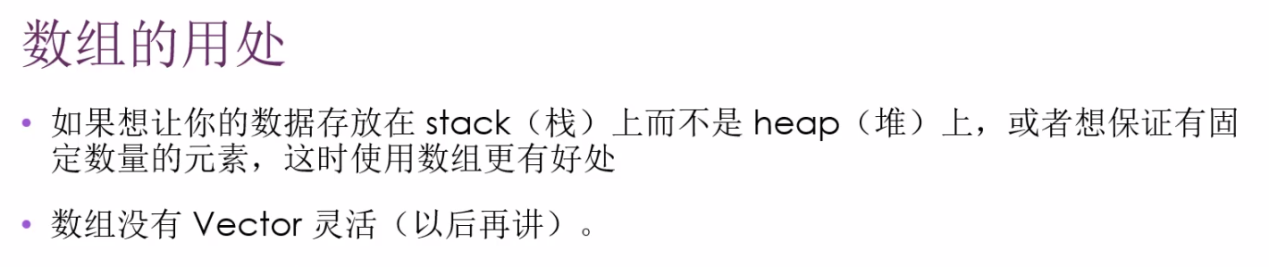 数组的用处
• 如果想让你的数据存放在 stack（栈）上而不是 heap（堆）上，或者想保证有固
定数量的元素，这时使用数组更有好处
• 数组没有 Vector 灵活（以后再讲）。